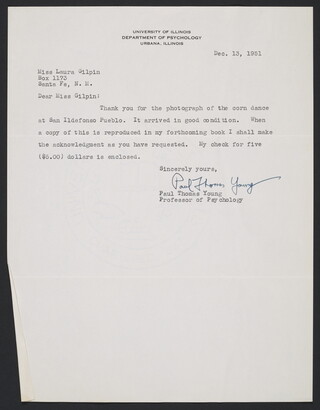 UNIVERSITY OF ILLINOIS
DEPARTMENT OF PSYCHOLOGY
URBANA, ILLINOIS
Dec. 13, 1951
Miss Laura Gilpin
Box 1173
Santa Fe, N. M.
Dear Miss Gilpin:
Thank you for the photograph of the corn dance
at San Ildefonso Pueblo. It arrived in good condition. When
a copy of this is reproduced in my forthcoming book I shall make
the acknowledgment as you have requested. My check for five
($5.00) dollars is enclosed.
Sincerely yours,
Paul Thomas Young
Paul Thomas Young
Professor of Psychology